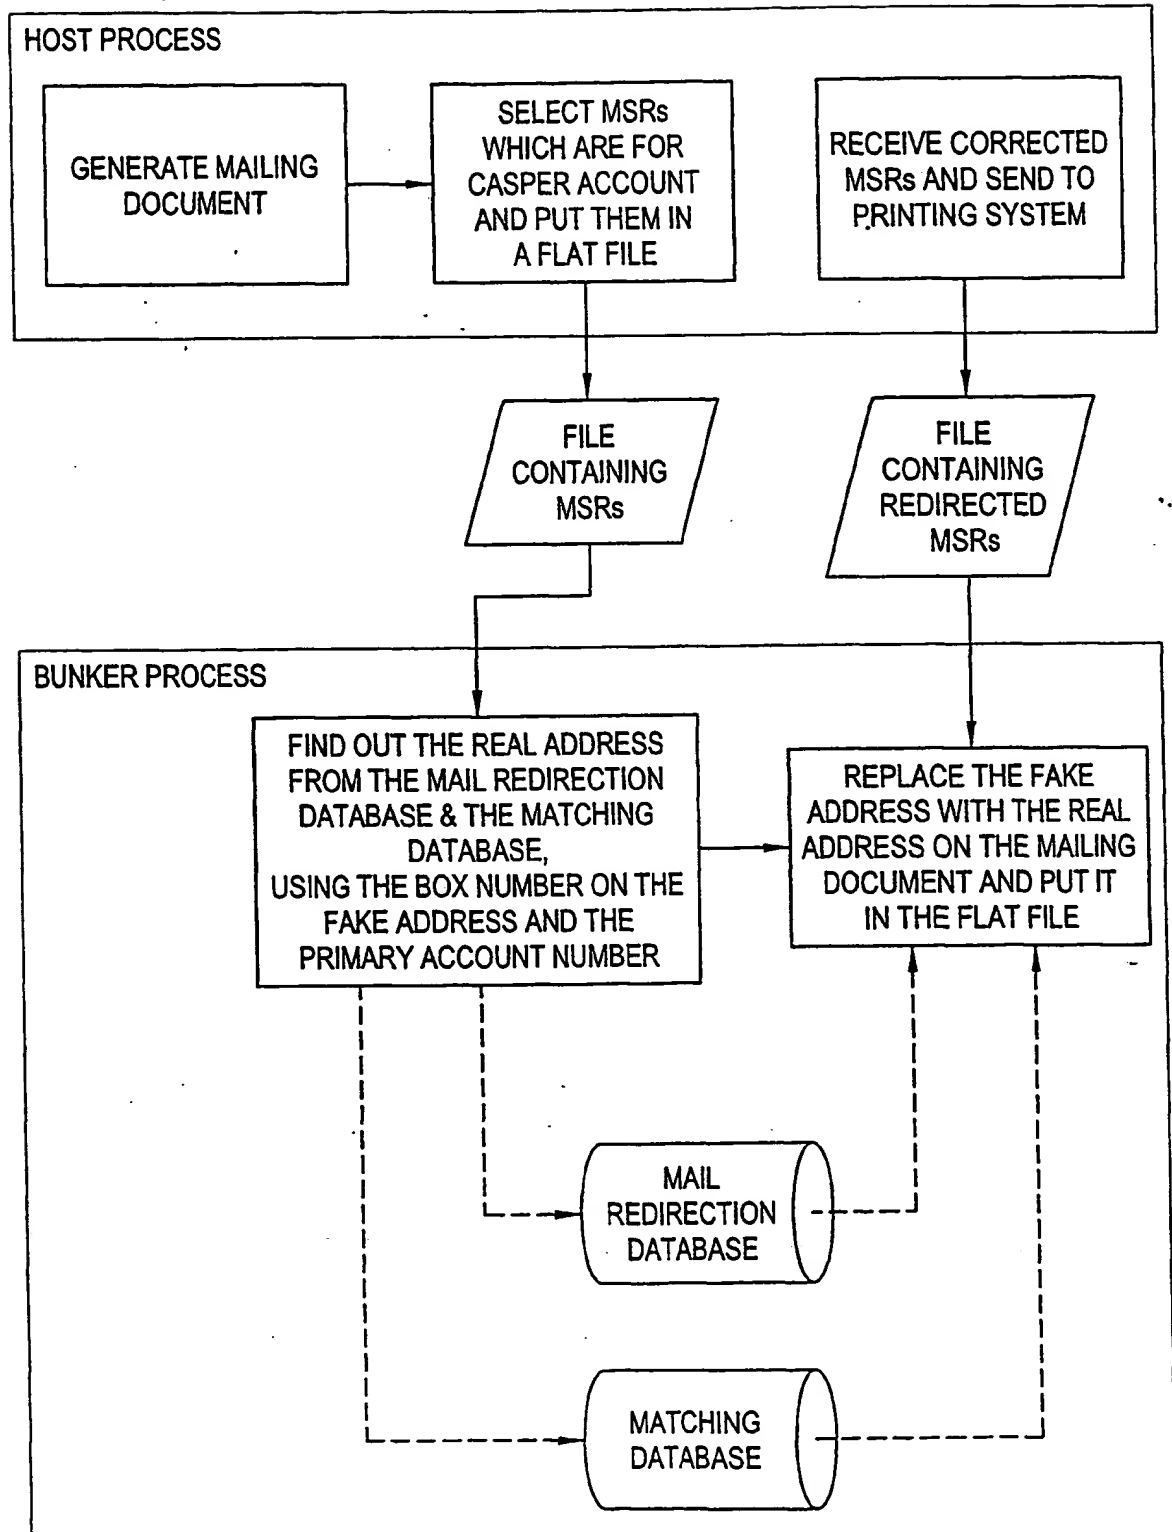 HOST PROCESS
GENERATE MAILING
DOCUMENT
SELECT MSRs
WHICH ARE FOR
CASPER ACCOUNT
AND PUT THEM IN
A FLAT FILE
RECEIVE CORRECTED
MSRs AND SEND TO
PRINTING SYSTEM
FILE
CONTAINING
MSRs
FILE
CONTAINING
REDIRECTED
MSRs
BUNKER PROCESS
FIND OUT THE REAL ADDRESS
FROM THE MAIL REDIRECTION
DATABASE & THE MATCHING
DATABASE,
USING THE BOX NUMBER ON THE
FAKE ADDRESS AND THE
PRIMARY ACCOUNT NUMBER
REPLACE THE FAKE
ADDRESS WITH THE REAL
ADDRESS ON THE MAILING
DOCUMENT AND PUT IT
IN THE FLAT FILE
MAIL
REDIRECTION
DATABASE
MATCHING
DATABASE